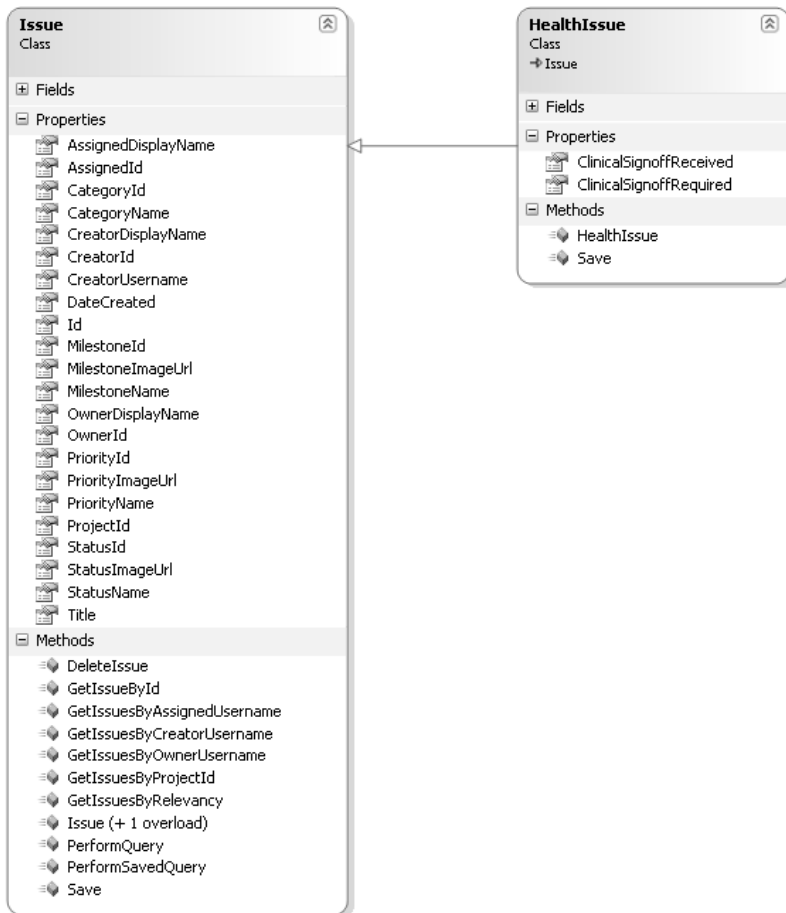 Issue
Class
Fields
Properties
AssignedDisplayName
AssignedId
CategoryId
CategoryName
CreatorDisplayName
CreatorId
CreatorUsername
DateCreated
Id
MilestoneId
MilestoneImageUrl
MilestoneName
OwnerDisplayName
OwnerId
PriorityId
PriorityImageUrl
PriorityName
ProjectId
StatusId
StatusImageUrl
StatusName
Title
Methods
DeleteIssue
GetIssueById
GetIssuesByAssignedUsername
GetIssuesByCreatorUsername
GetIssuesByOwnerUsername
GetIssuesByProjectId
GetIssuesByRelevancy
Issue (+ 1 overload)
PerformQuery
PerformSavedQuery
Save
HealthIssue
Class
Issue
Fields
Properties
ClinicalSignoffReceived
ClinicalSignoffRequired
Methods
HealthIssue
Save